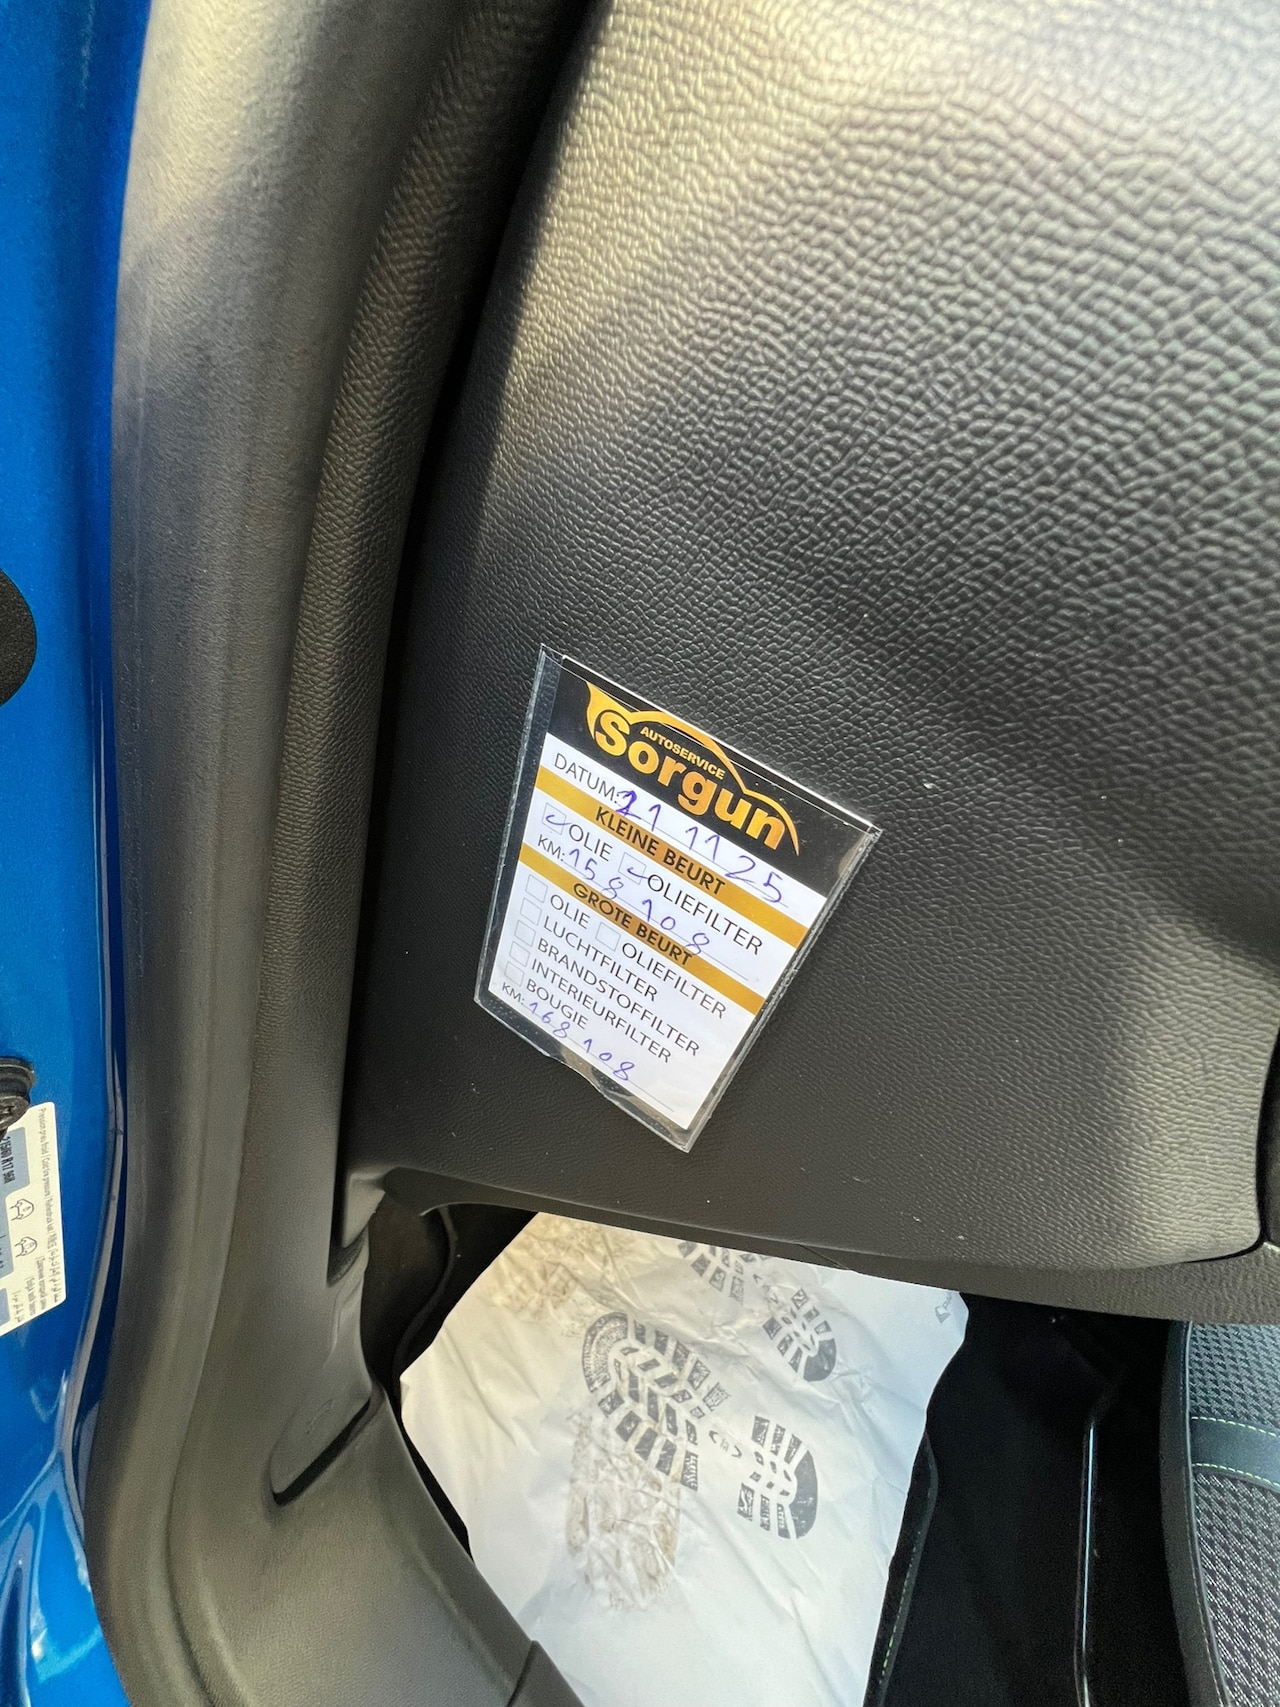 AUTOSERVICE
Sorgun
DATUM: 21 11 25
KLEINE BEURT
OLIE OLIEFILTER
KM: 158 108
GROTE BEURT
OLIE OLIEFILTER
LUCHTFILTER
BRANDSTOFFILTER
INTERIEURFILTER
BOUGIE
KM: 168 108